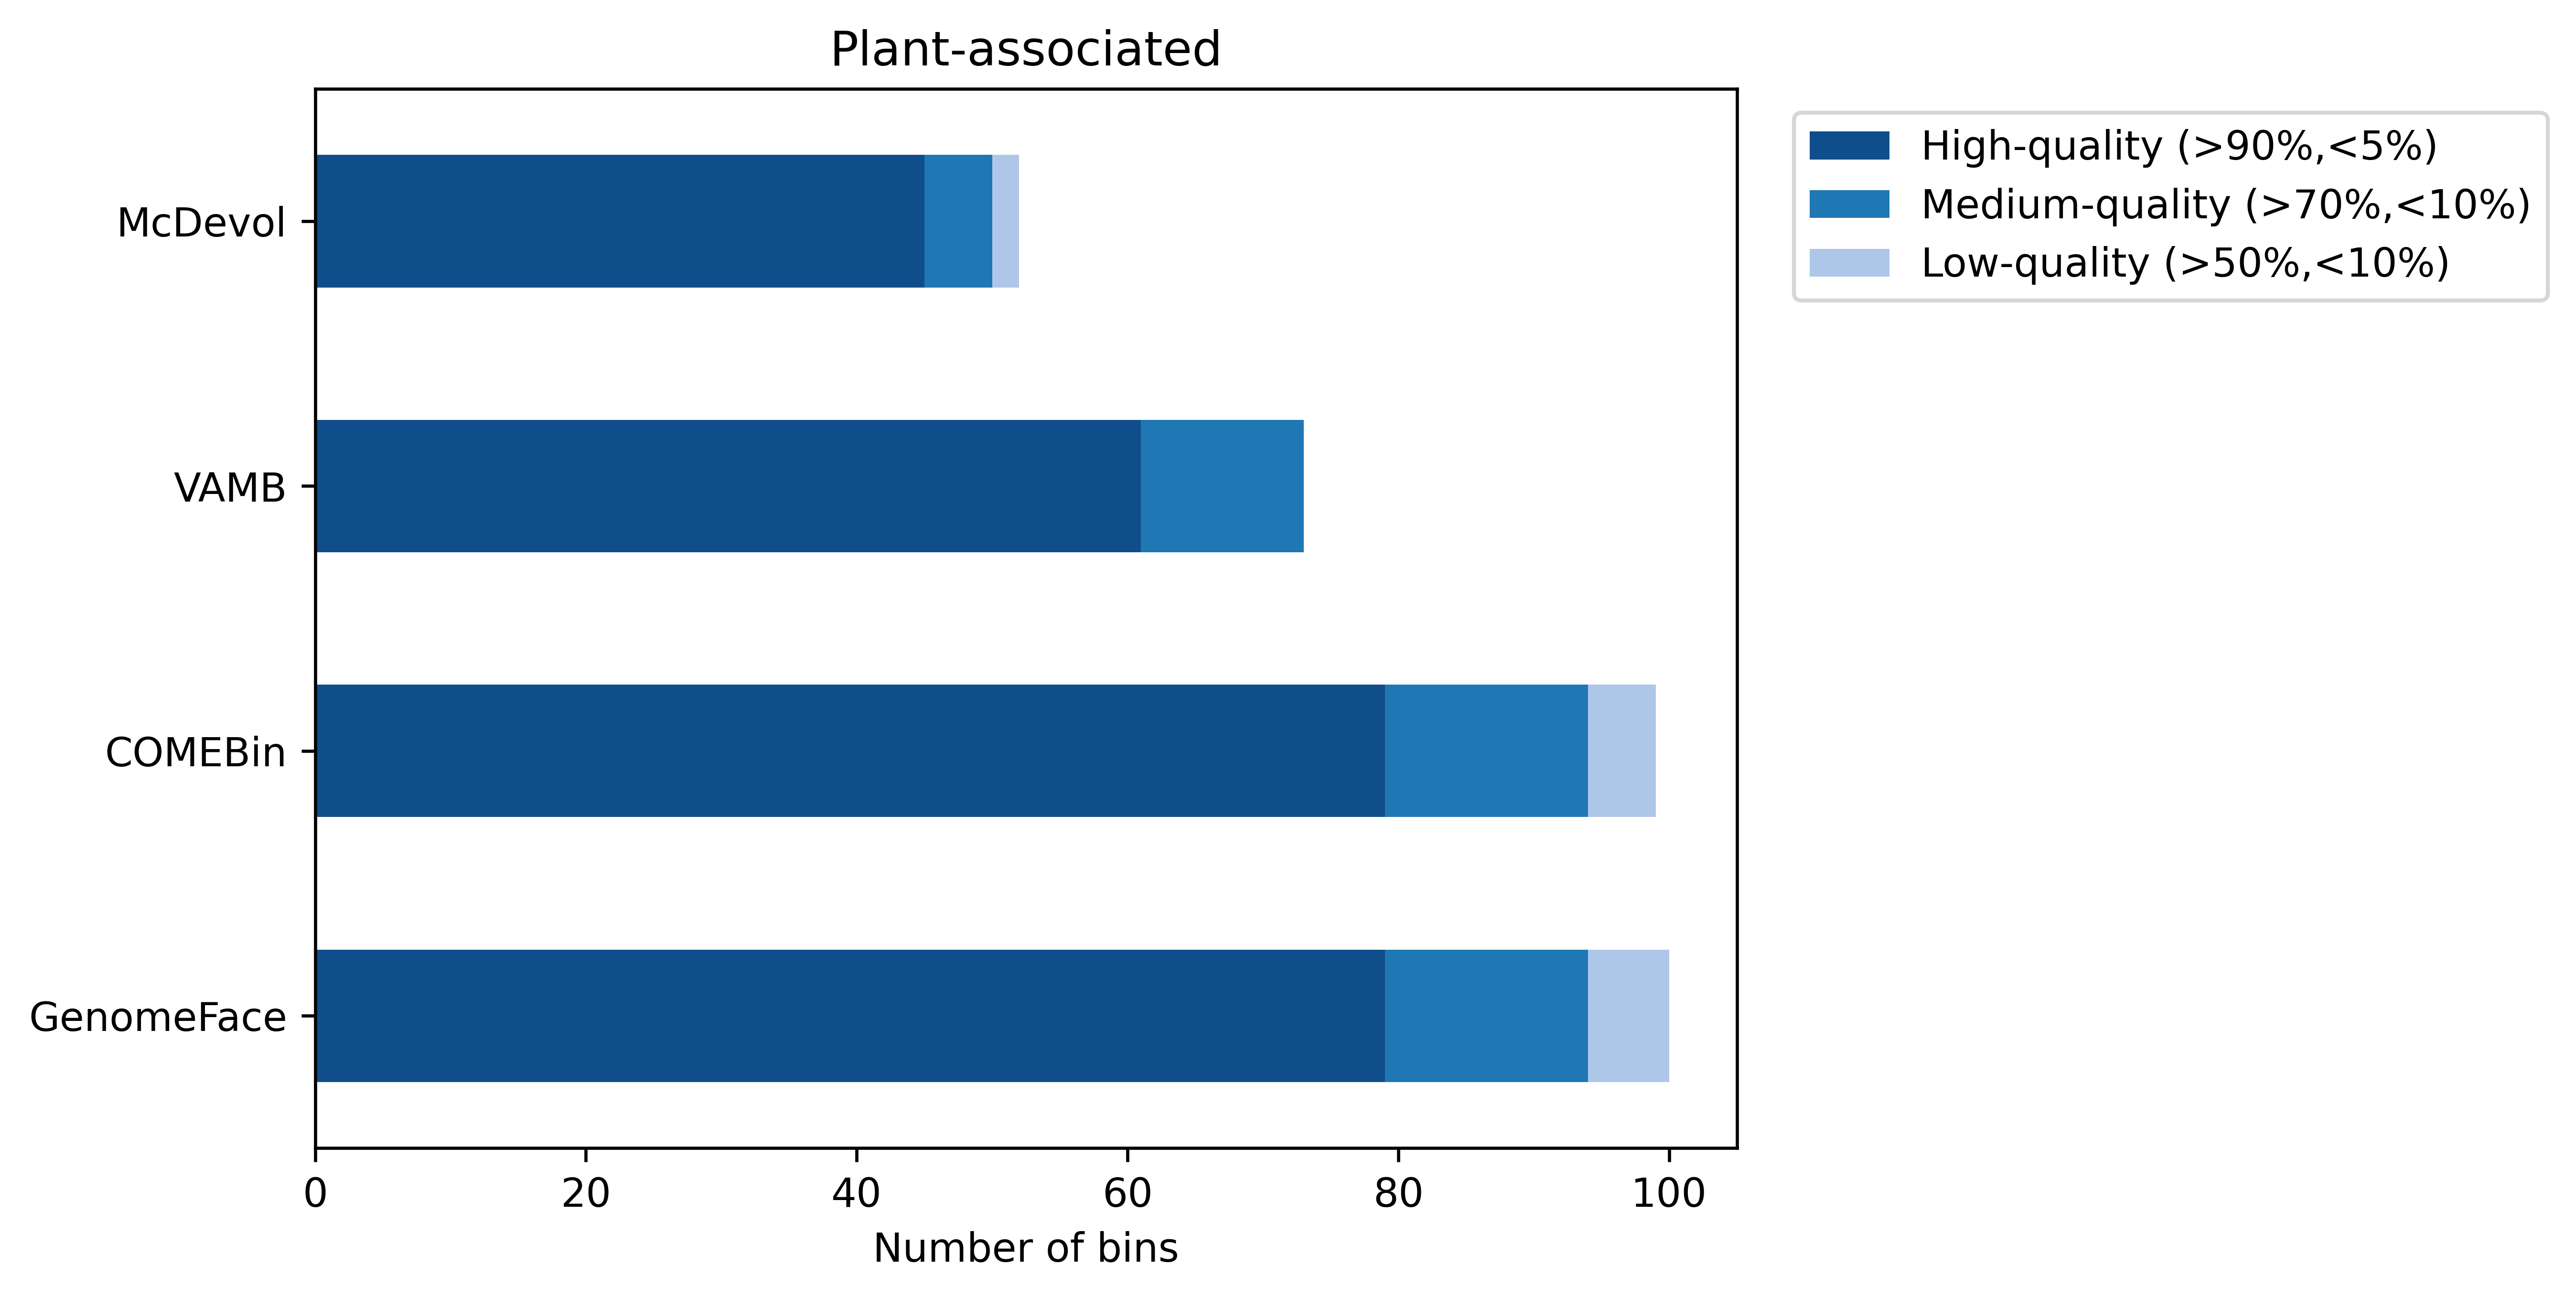 Plant-associated
High-quality (>90%,<5%)
Medium-quality (>70%,<10%)
Low-quality (>50%,<10%)
McDevol
VAMB
COMEBin
GenomeFace
0 20 40 60 80 100
Number of bins